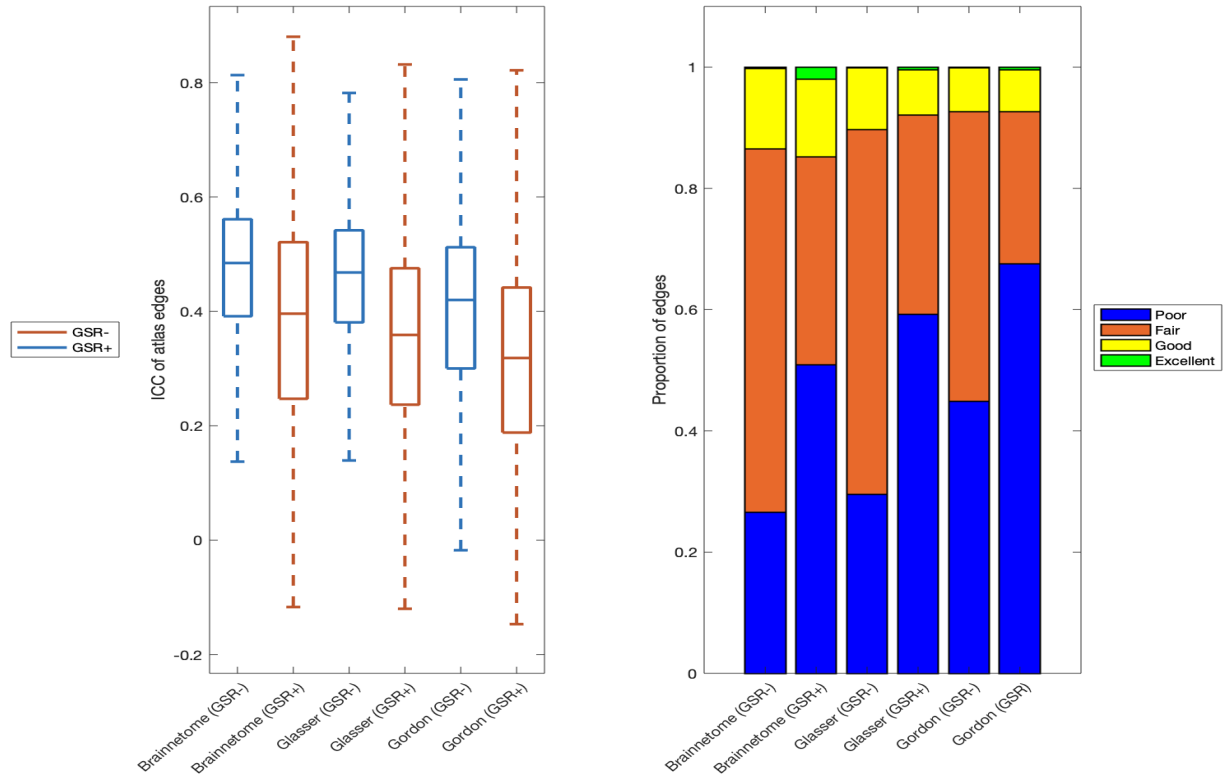 GSR-
GSR+
ICC of atlas edges
0.8
0.6
0.4
0.2
0
-0.2
Brainnetome (GSR-)
Brainnetome (GSR+)
Glasser (GSR-)
Glasser (GSR+)
Gordon (GSR-)
Gordon (GSR+)
Proportion of edges
1
0.8
0.6
0.4
0.2
0
Brainnetome (GSR-)
Brainnetome (GSR+)
Glasser (GSR-)
Glasser (GSR+)
Gordon (GSR-)
Gordon (GSR)
Poor
Fair
Good
Excellent